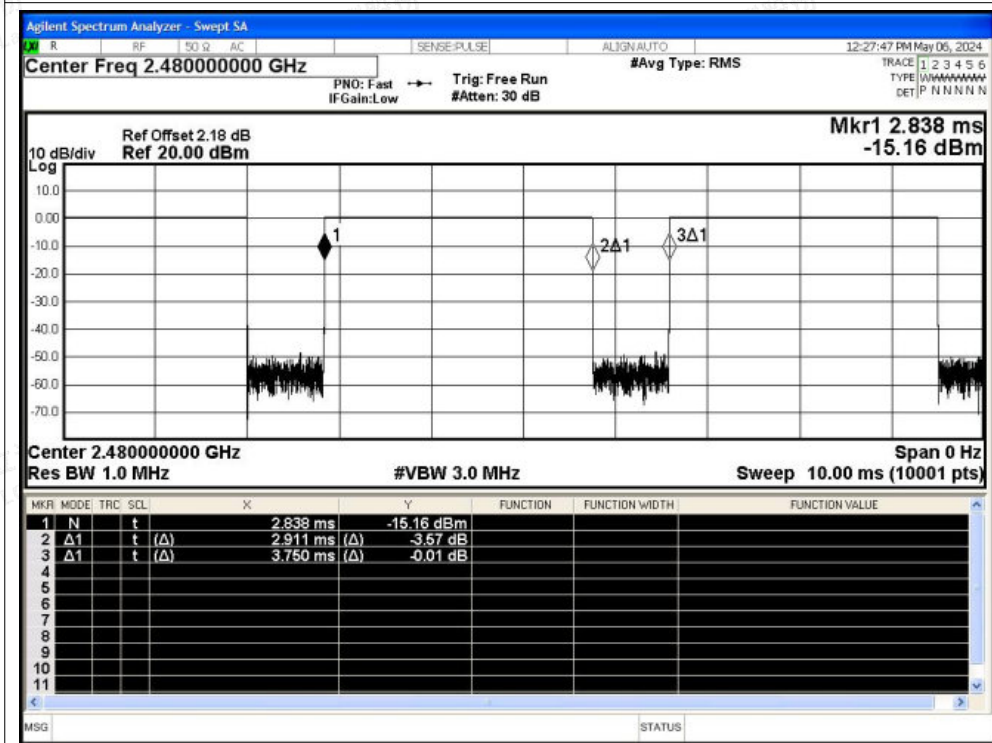 Agilent Spectrum Analyzer - Swept SA
LXI R RF 50 Ω AC SENSE:PULSE ALIGN AUTO 12:27:47 PM May 06, 2024
Center Freq 2.480000000 GHz #Avg Type: RMS TRACE 1 2 3 4 5 6
PNO: Fast Trig: Free Run TYPE WWWWWWW
IFGain:Low #Atten: 30 dB DET P N N N N N
Mkr1 2.838 ms
Ref Offset 2.18 dB
10 dB/div Ref 20.00 dBm -15.16 dBm
Log
10.0
0.00
1 2Δ1 3Δ1
-10.0
-20.0
-30.0
-40.0
-50.0
-60.0
-70.0
Center 2.480000000 GHz Span 0 Hz
Res BW 1.0 MHz #VBW 3.0 MHz Sweep 10.00 ms (10001 pts)
MKR MODE TRC SCL X Y FUNCTION FUNCTION WIDTH FUNCTION VALUE
1 N t 2.838 ms -15.16 dBm
2 Δ1 t (Δ) 2.911 ms (Δ) -3.57 dB
3 Δ1 t (Δ) 3.750 ms (Δ) -0.01 dB
4
5
6
7
8
9
10
11
MSG STATUS